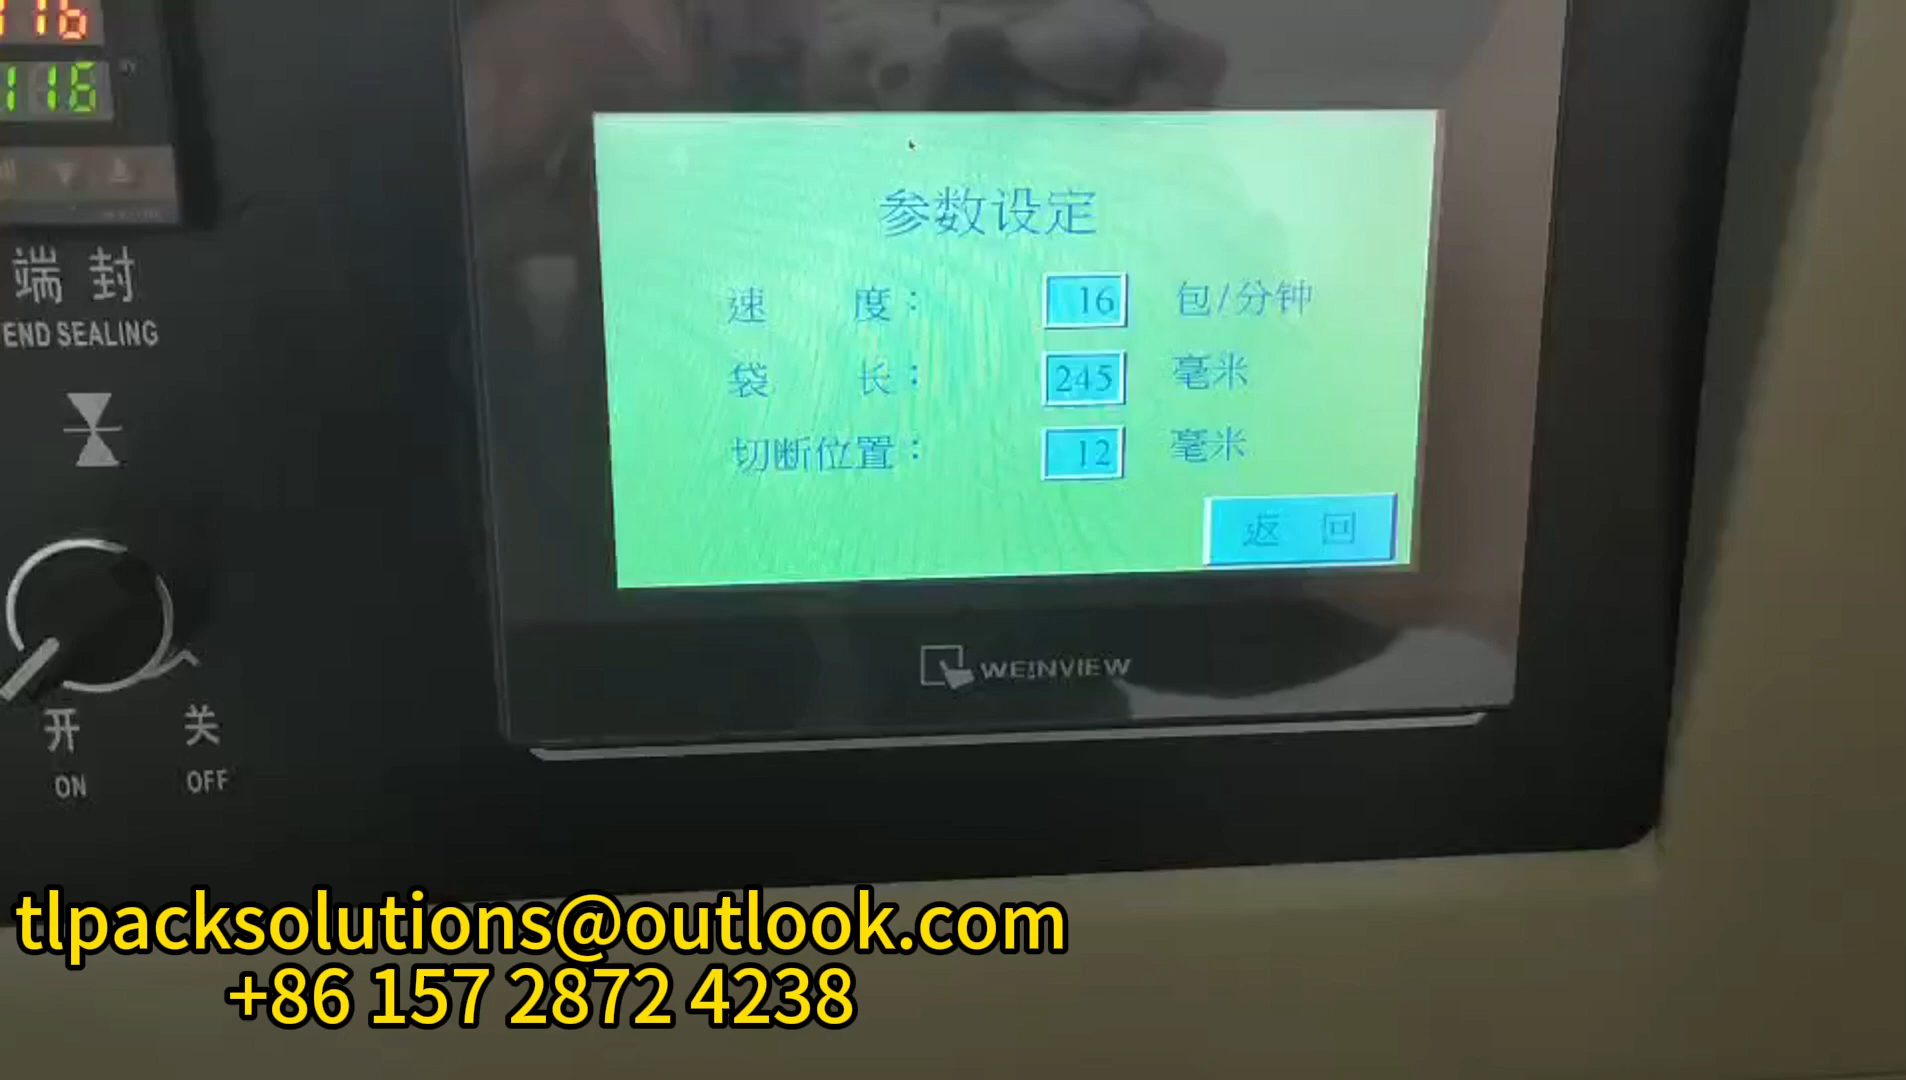 116
116
端 封
END SEALING
开 关
ON OFF
参数设定
速 度： 16 包/分钟
袋 长： 245 毫米
切断位置： 12 毫米
返 回
WEINVIEW
tlpacksolutions@outlook.com
+86 157 2872 4238